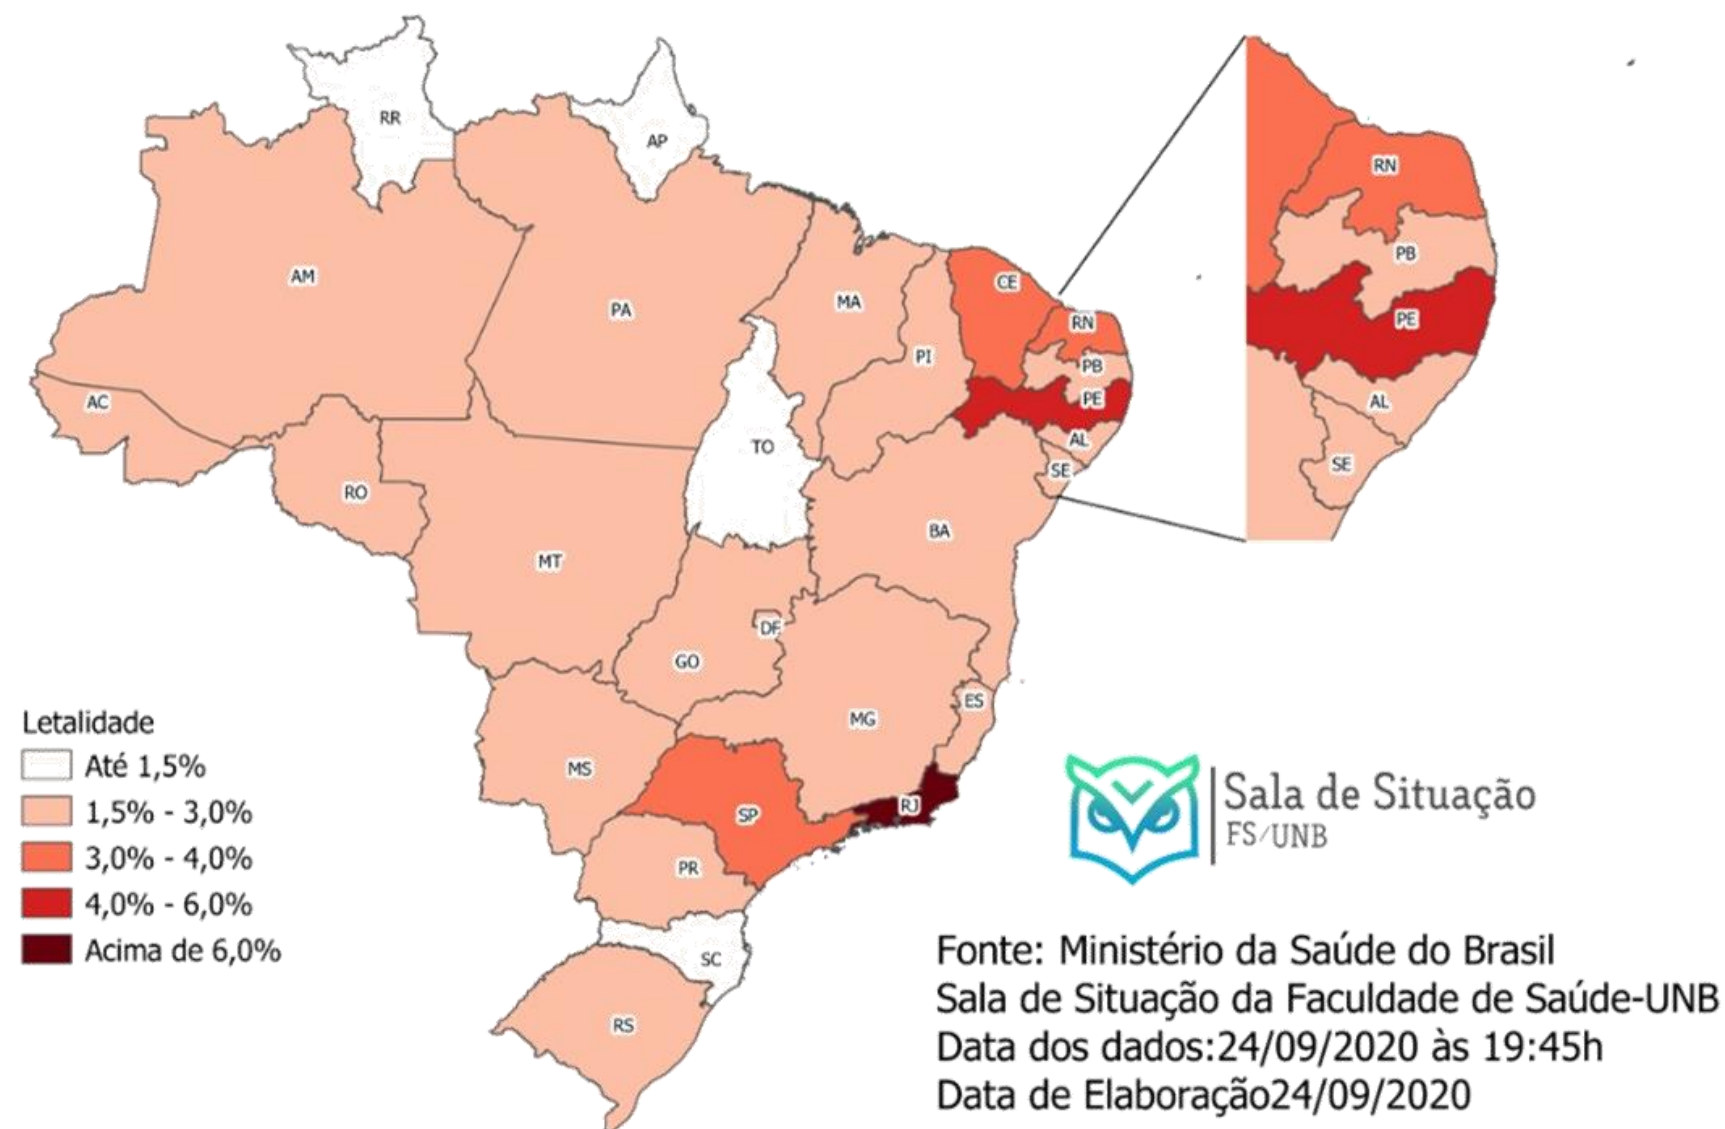 RR
AP
AM
PA
MA
CE
RN
PB
PE
AL
SE
PI
AC
TO
RO
BA
MT
DF
GO
MG
ES
MS
SP
RJ
PR
SC
RS
RN
PB
PE
AL
SE
Letalidade
Até 1,5%
1,5% - 3,0%
3,0% - 4,0%
4,0% - 6,0%
Acima de 6,0%
Sala de Situação
FS/UNB
Fonte: Ministério da Saúde do Brasil
Sala de Situação da Faculdade de Saúde-UNB
Data dos dados:24/09/2020 às 19:45h
Data de Elaboração24/09/2020